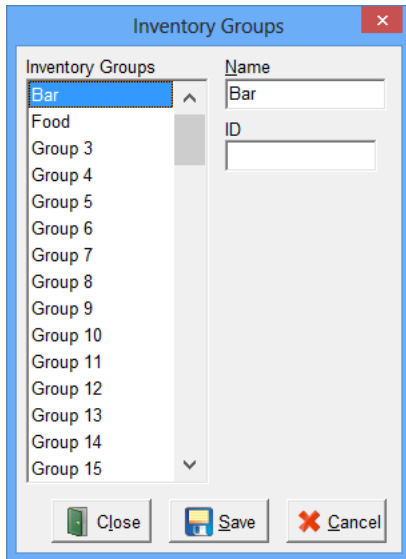 Inventory Groups
Inventory Groups
Bar
Food
Group 3
Group 4
Group 5
Group 6
Group 7
Group 8
Group 9
Group 10
Group 11
Group 12
Group 13
Group 14
Group 15
Name
Bar
ID
Close
Save
Cancel